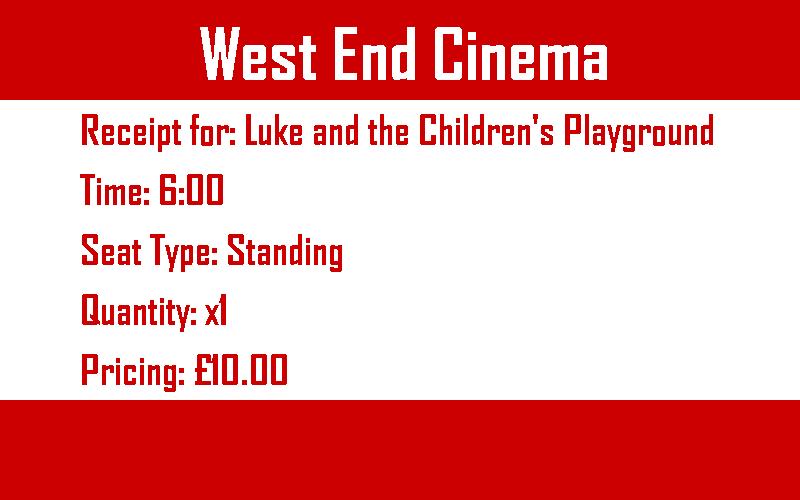 West End Cinema
Receipt for: Luke and the Children's Playground
Time: 6:00
Seat Type: Standing
Quantity: x1
Pricing: £10.00